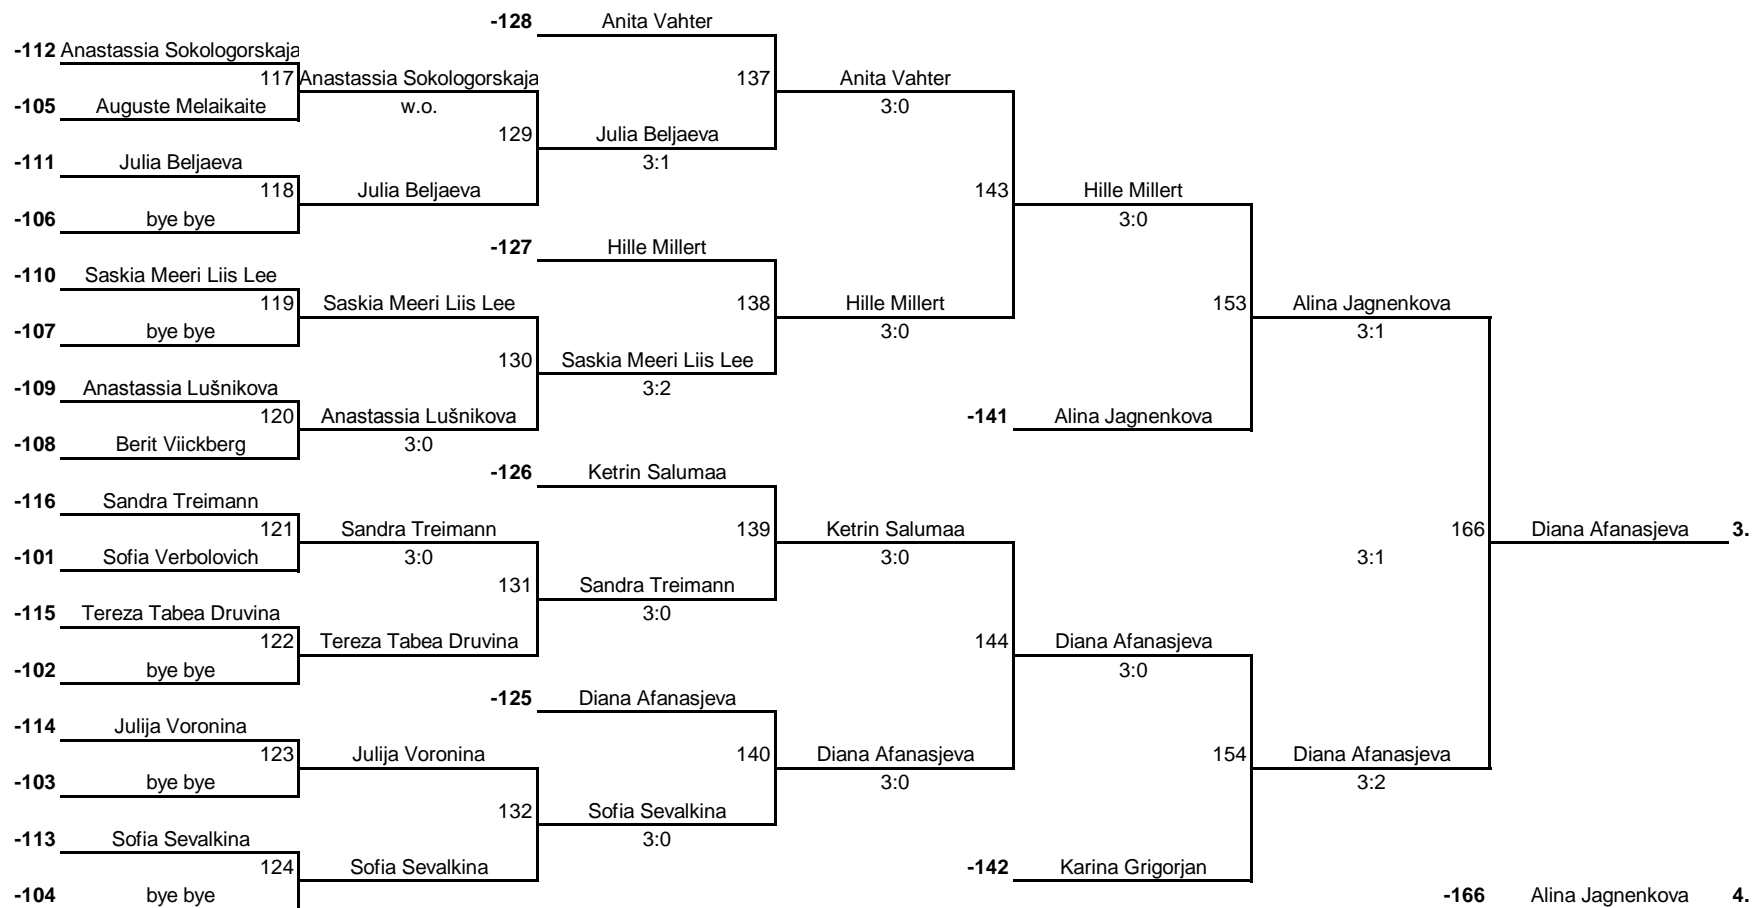 -128 Anita Vahter
-112 Anastassia Sokologorskaja
117 Anastassia Sokologorskaja 137 Anita Vahter
-105 Auguste Melaikaite w.o. 3:0
129 Julia Beljaeva
-111 Julia Beljaeva 3:1
118 Julia Beljaeva 143 Hille Millert
-106 bye bye 3:0
-127 Hille Millert
-110 Saskia Meeri Liis Lee
119 Saskia Meeri Liis Lee 138 Hille Millert 153 Alina Jagnenkova
-107 bye bye 3:0 3:1
130 Saskia Meeri Liis Lee
-109 Anastassia Lušnikova 3:2
120 Anastassia Lušnikova -141 Alina Jagnenkova
-108 Berit Viickberg 3:0
-126 Ketrin Salumaa
-116 Sandra Treimann
121 Sandra Treimann 139 Ketrin Salumaa 166 Diana Afanasjeva 3.
-101 Sofia Verbolovich 3:0 3:0 3:1
131 Sandra Treimann
-115 Tereza Tabea Druvina 3:0
122 Tereza Tabea Druvina 144 Diana Afanasjeva
-102 bye bye 3:0
-125 Diana Afanasjeva
-114 Julija Voronina
123 Julija Voronina 140 Diana Afanasjeva 154 Diana Afanasjeva
-103 bye bye 3:0 3:2
132 Sofia Sevalkina
-113 Sofia Sevalkina 3:0
124 Sofia Sevalkina -142 Karina Grigorjan
-104 bye bye -166 Alina Jagnenkova 4.